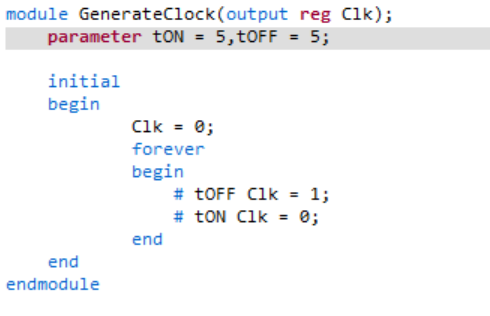 module GenerateClock(output reg Clk);
parameter tON = 5,tOFF = 5;
initial
begin
Clk = 0;
forever
begin
# tOFF Clk = 1;
# tON Clk = 0;
end
end
endmodule